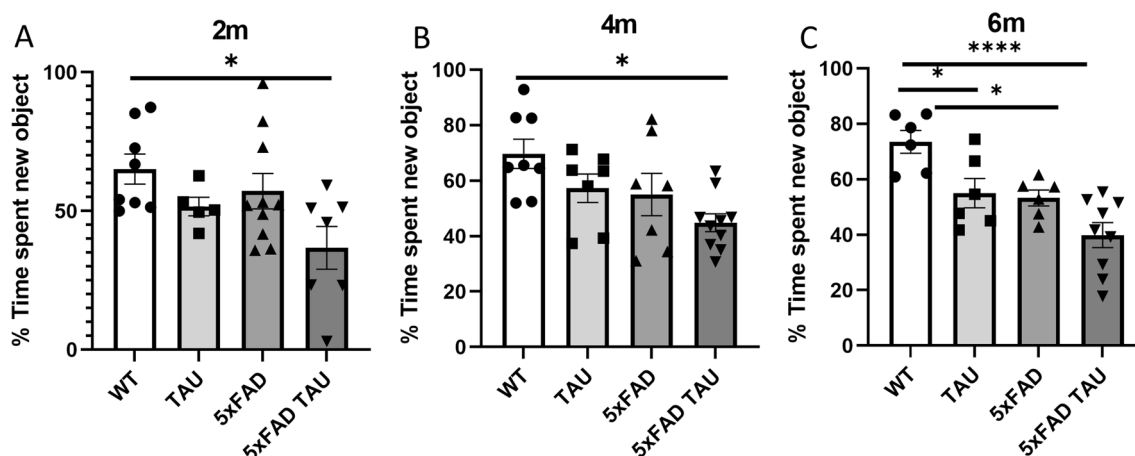 A
2m
*
% Time spent new object
100
50
0
WT
TAU
5xFAD
5xFAD TAU
B
4m
*
% Time spent new object
100
80
60
40
20
0
WT
TAU
5xFAD
5xFAD TAU
C
6m
****
*
*
% Time spent new object
100
80
60
40
20
0
WT
TAU
5xFAD
5xFAD TAU